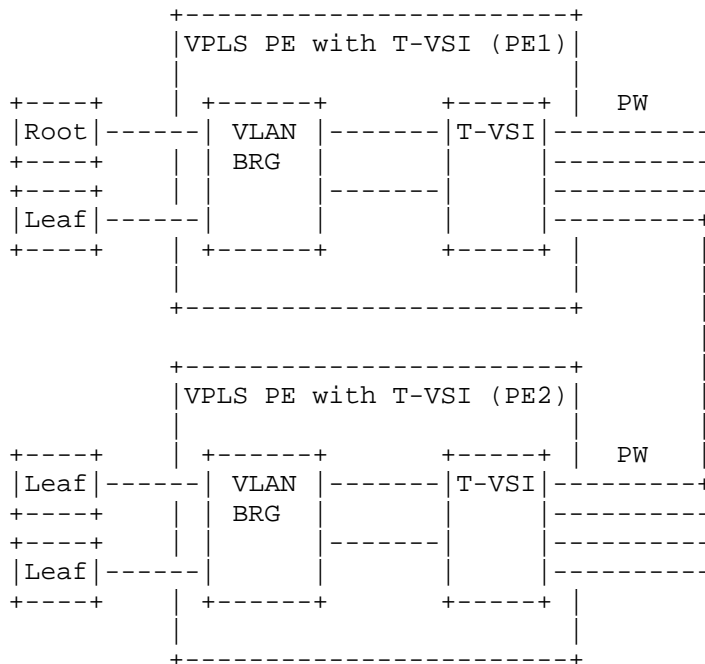 VPLS PE with T-VSI (PE1)
PW
Root VLAN T-VSI
BRG
Leaf
VPLS PE with T-VSI (PE2)
PW
Leaf VLAN T-VSI
BRG
Leaf